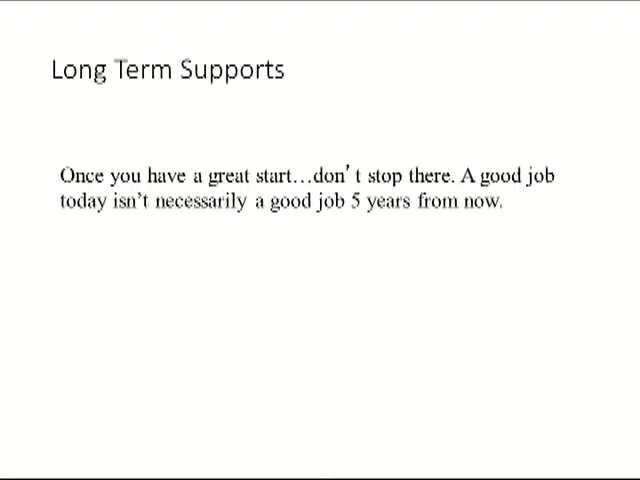 Long Term Supports
Once you have a great start…don’t stop there. A good job
today isn’t necessarily a good job 5 years from now.